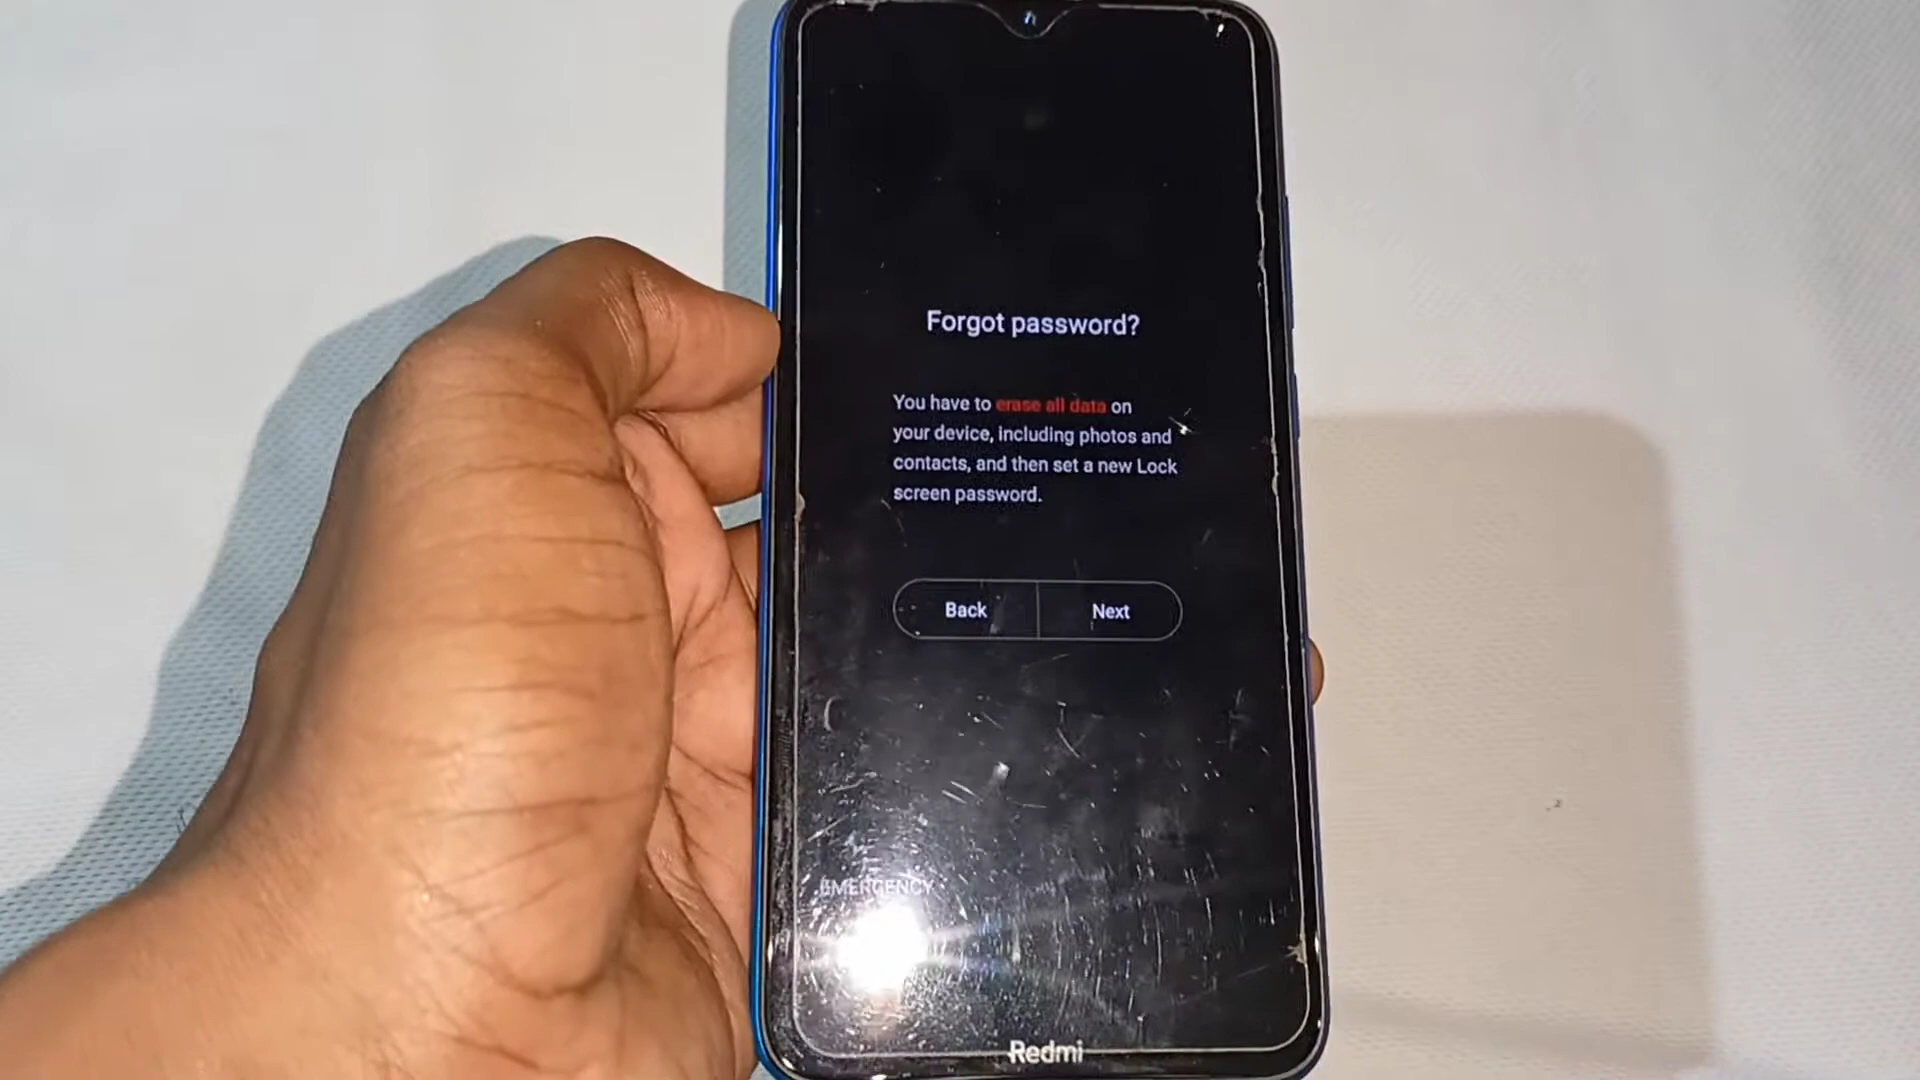 Forgot password?
You have to erase all data on
your device, including photos and
contacts, and then set a new Lock
screen password.
Back
Next
EMERGENCY
Redmi